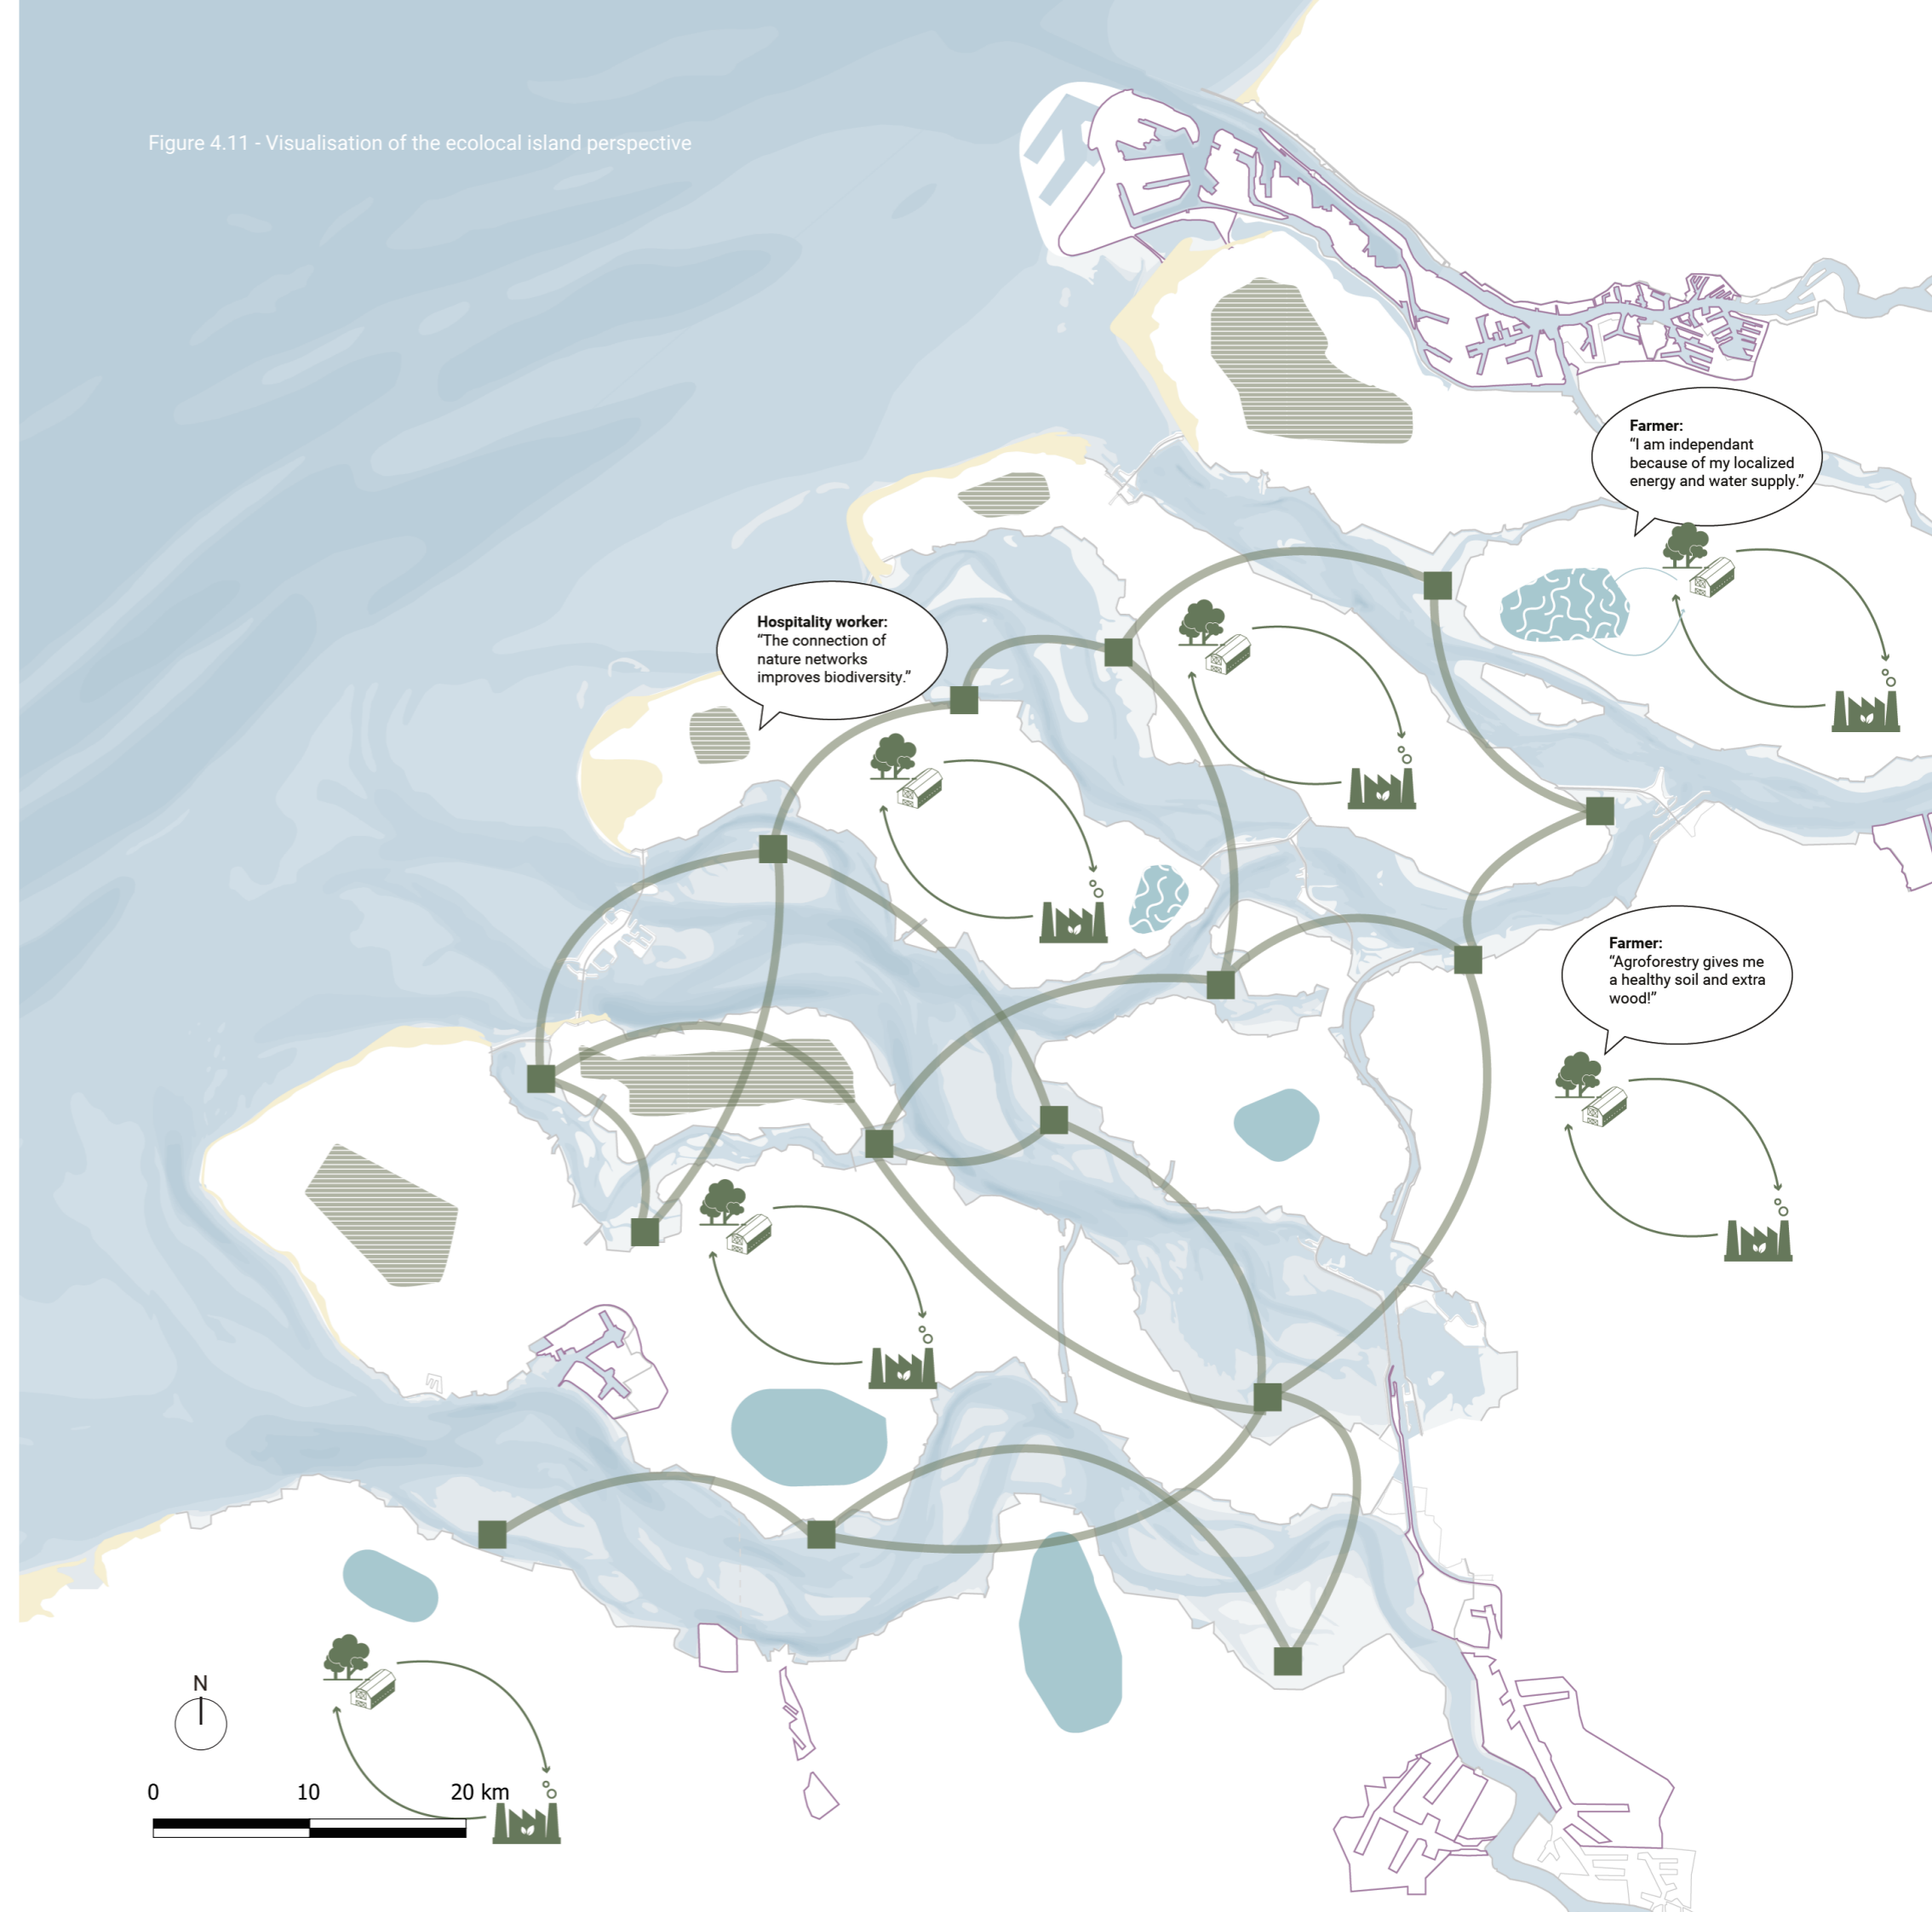 Figure 4.11 - Visualisation of the ecolocal island perspective
Farmer:
“I am independant
because of my localized
energy and water supply.”
Hospitality worker:
“The connection of
nature networks
improves biodiversity.”
Farmer:
“Agroforestry gives me
a healthy soil and extra
wood!”
N
0 10 20 km